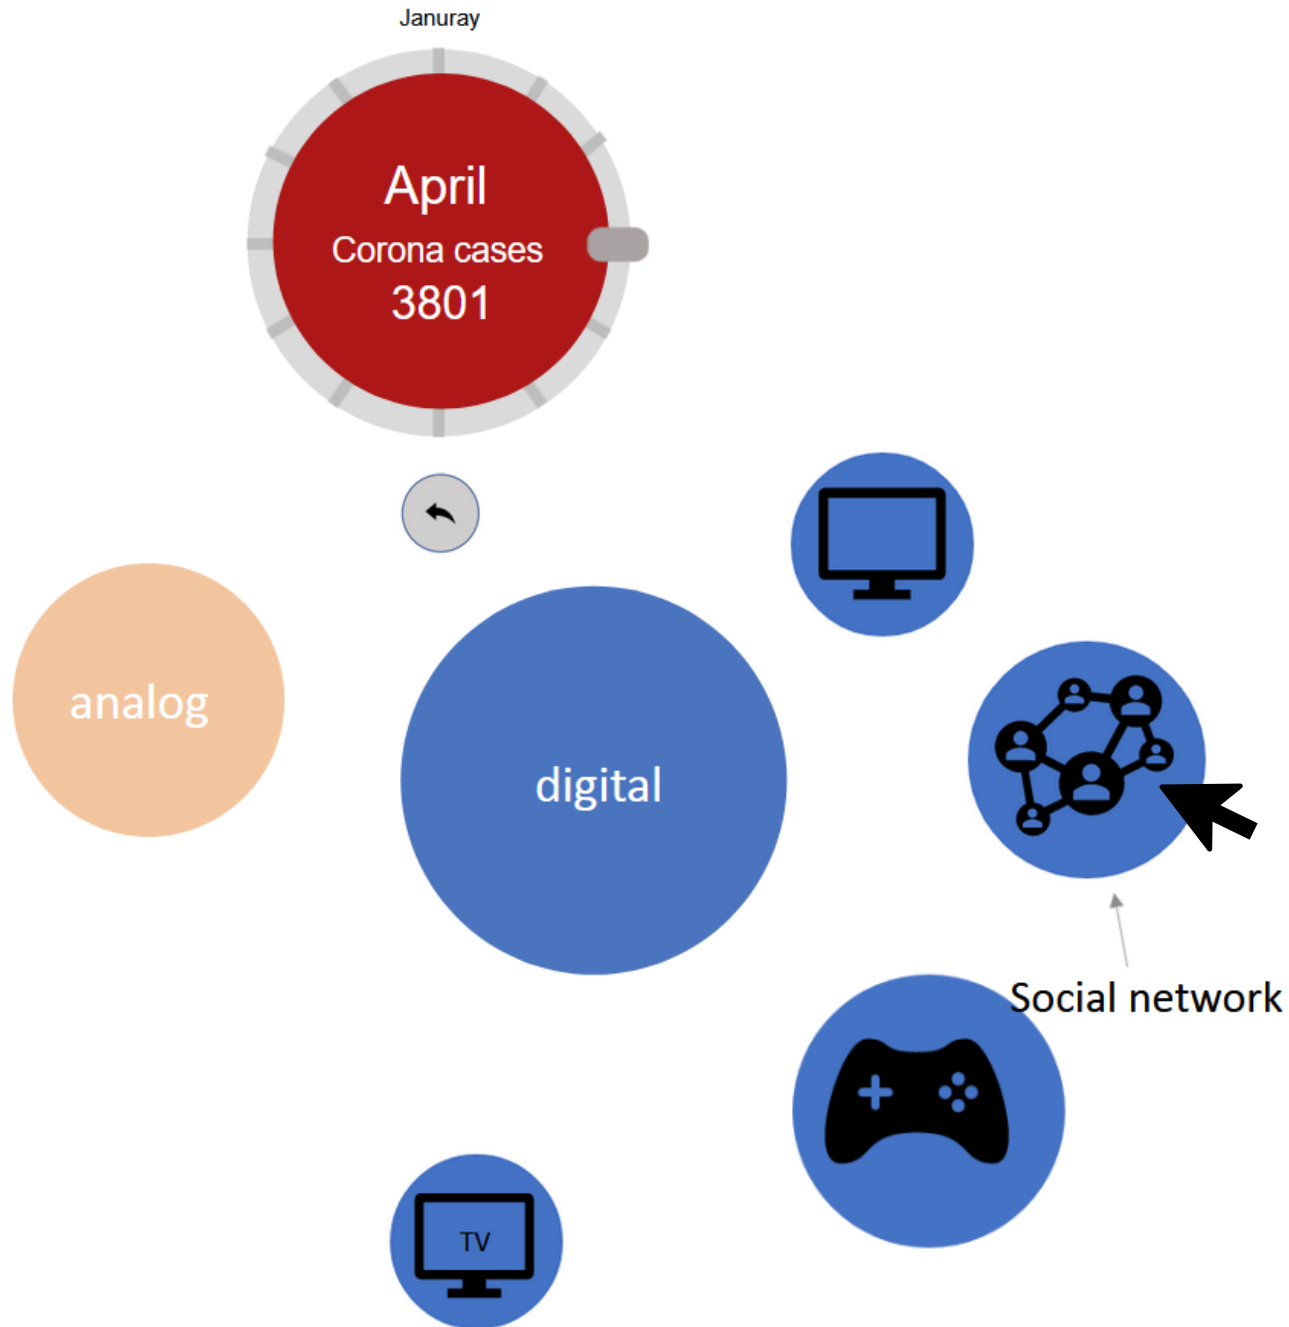 Januray
April
Corona cases
3801
analog
digital
Social network
TV